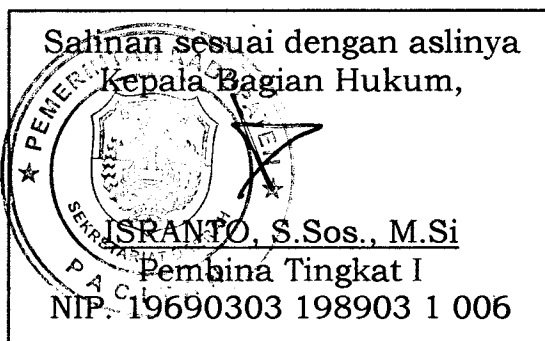 Salinan sesuai dengan aslinya
Kepala Bagian Hukum,
ISRANTO, S.Sos., M.Si
Pembina Tingkat I
NIP. 19690303 198903 1 006